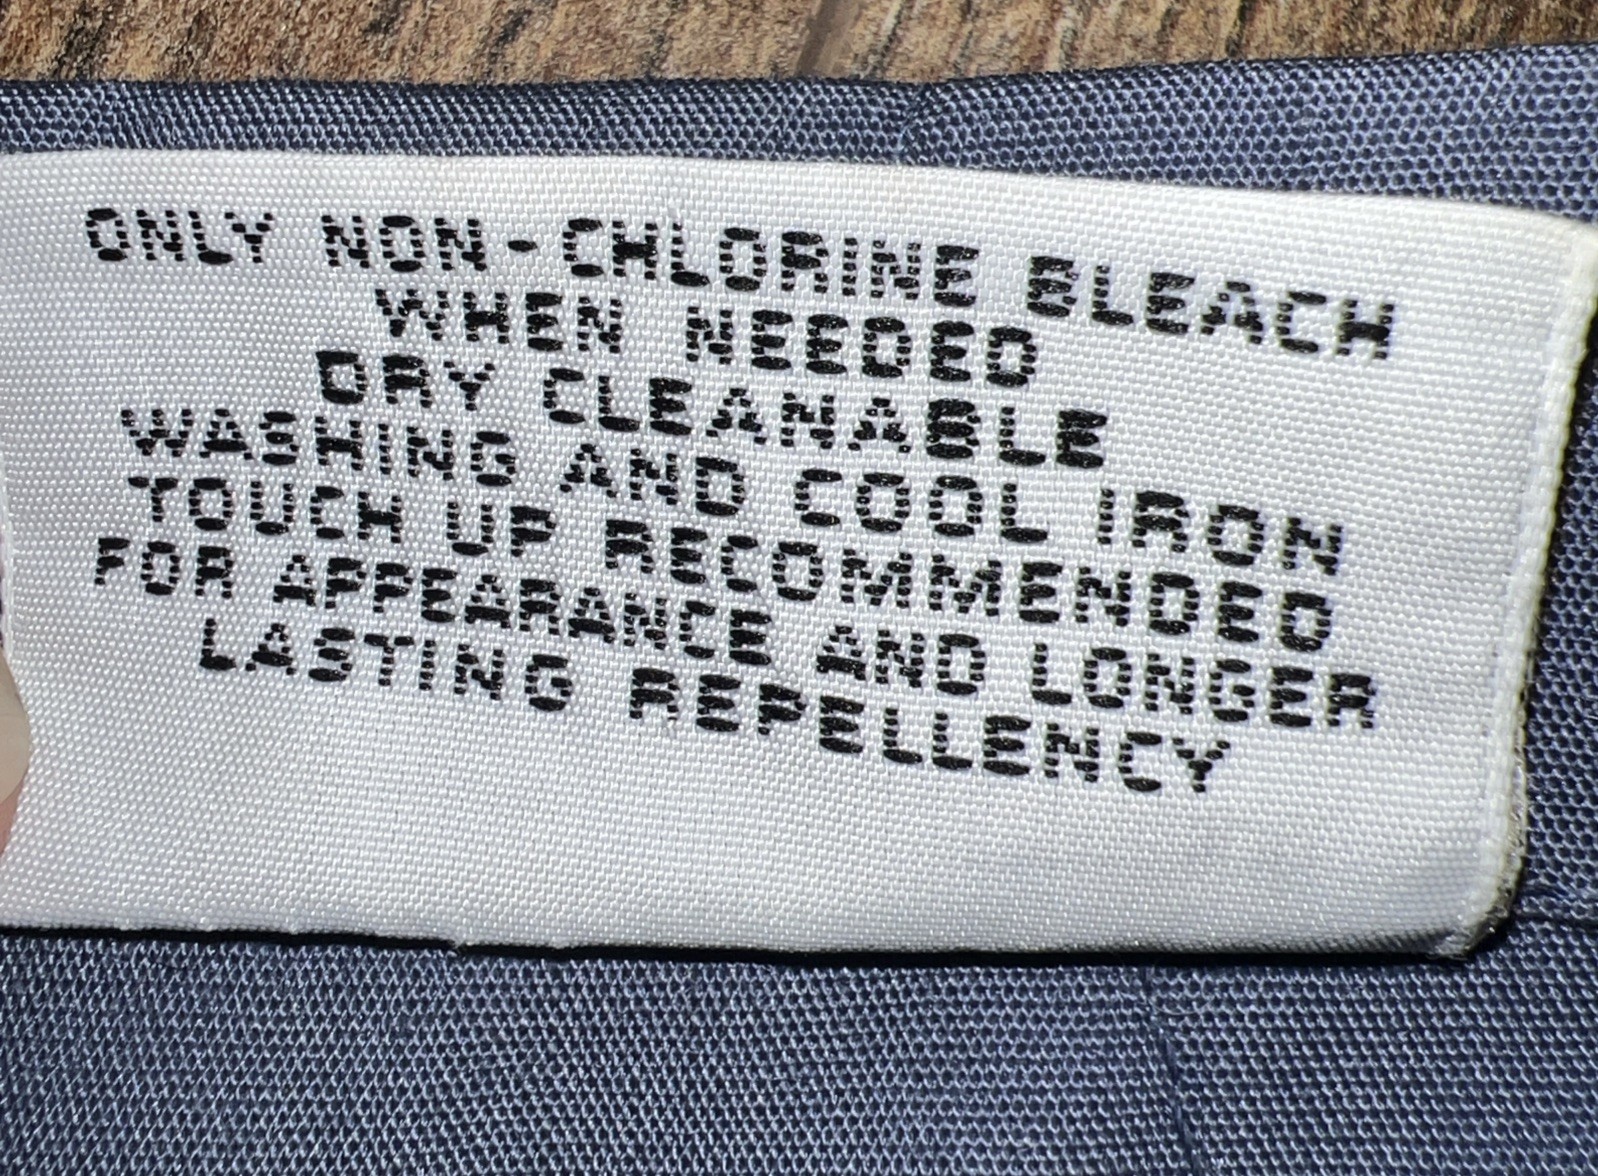 ONLY NON-CHLORINE BLEACH
WHEN NEEDED
DRY CLEANABLE
WASHING AND COOL IRON
TOUCH UP RECOMMENDED
FOR APPEARANCE AND LONGER
LASTING REPELLENCY